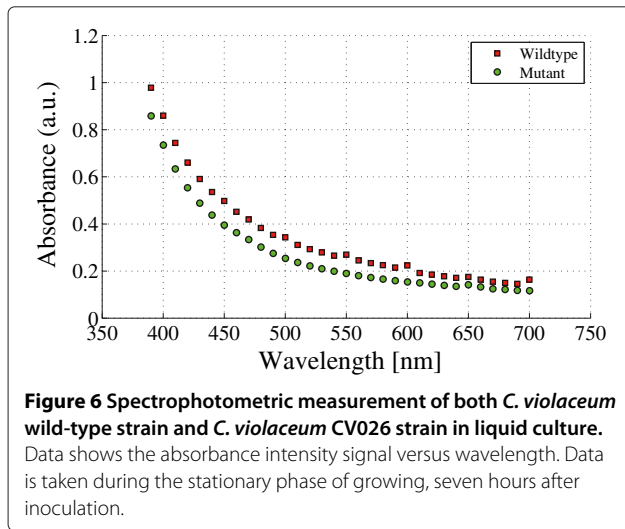 1.2
1
0.8
0.6
0.4
0.2
0
Absorbance (a.u.)
Wildtype
Mutant
350 400 450 500 550 600 650 700 750
Wavelength [nm]
Figure 6 Spectrophotometric measurement of both C. violaceum
wild-type strain and C. violaceum CV026 strain in liquid culture.
Data shows the absorbance intensity signal versus wavelength. Data
is taken during the stationary phase of growing, seven hours after
inoculation.